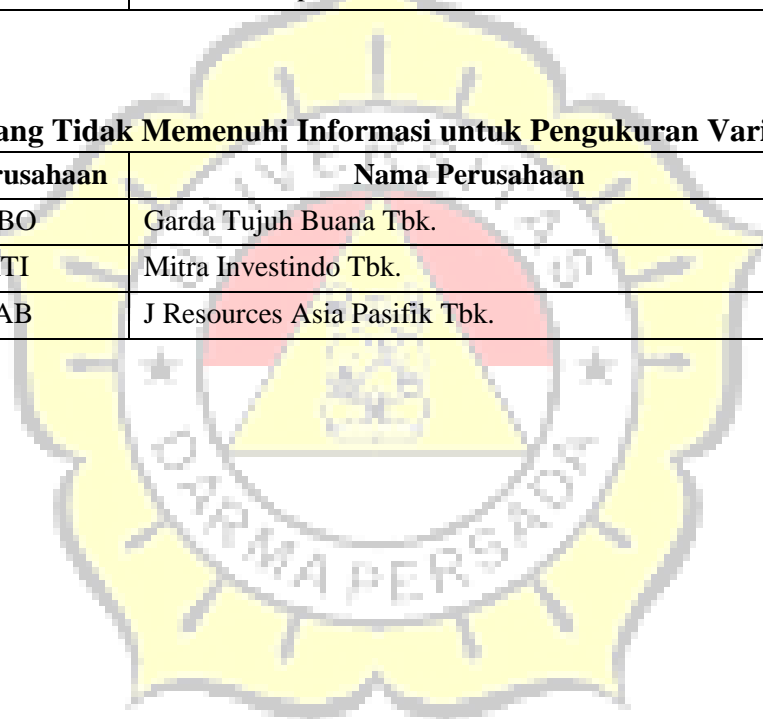 ang Tidak Memenuhi Informasi untuk Pengukuran Vari
rusahaan Nama Perusahaan
BO Garda Tujuh Buana Tbk.
TI Mitra Investindo Tbk.
AB J Resources Asia Pasifik Tbk.
UNIVERSITAS
DARMA PERSADA